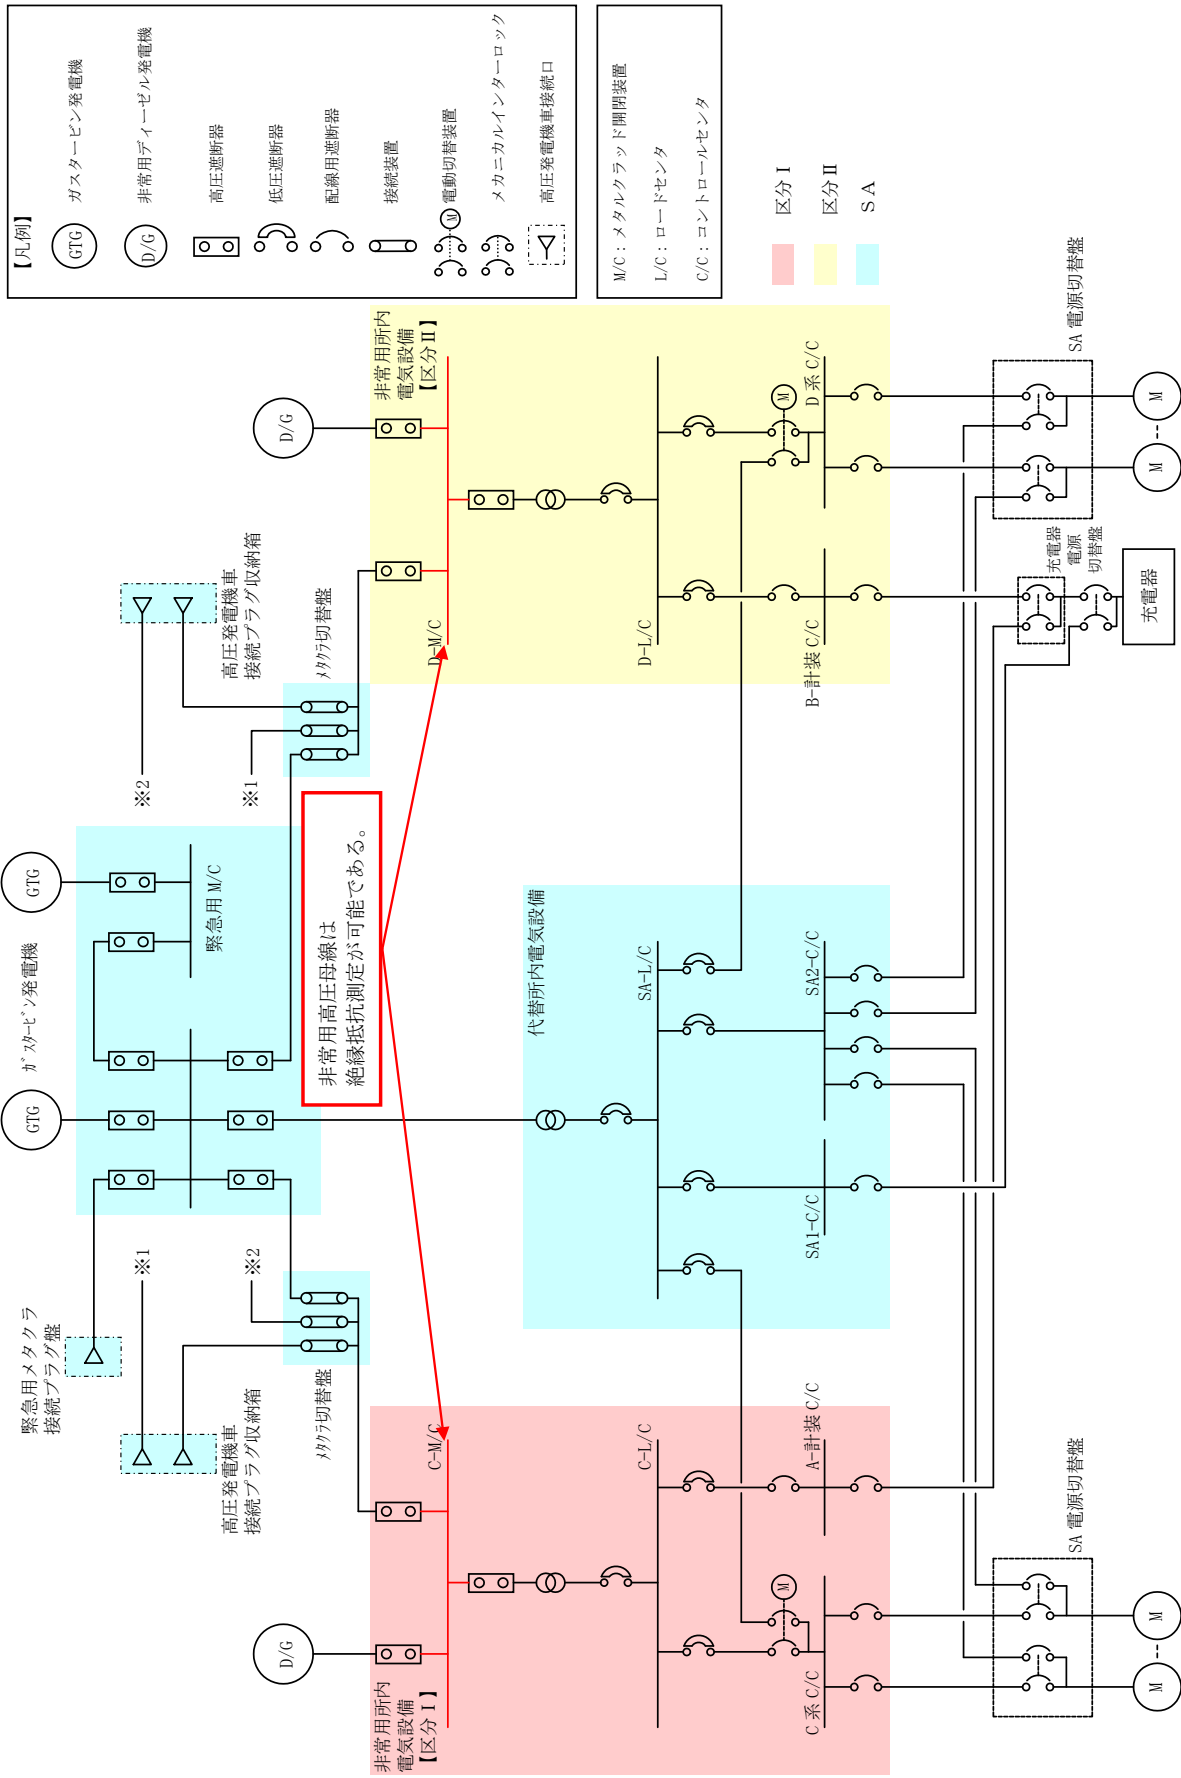 【凡例】
GTG
ガスタービン発電機
D/G
非常用ディーゼル発電機
高圧遮断器
低圧遮断器
配線用遮断器
接続装置
M
電動切替装置
メカニカルインターロック
高圧発電機車接続口
M/C：メタルクラッド開閉装置
L/C：ロードセンタ
C/C：コントロールセンタ
区分Ⅰ
区分Ⅱ
ＳＡ
GTG
ｶﾞｽﾀｰﾋﾞﾝ発電機
GTG
緊急用M/C
緊急用メタクラ
接続プラグ盤
※1
※2
高圧発電機車
接続プラグ収納箱
ﾒﾀｸﾗ切替盤
※2
※1
高圧発電機車
接続プラグ収納箱
ﾒﾀｸﾗ切替盤
非常用高圧母線は
絶縁抵抗測定が可能である。
D/G
非常用所内
電気設備
【区分Ⅰ】
C-M/C
C-L/C
M
C系C/C
A-計装C/C
代替所内電気設備
SA-L/C
SA1-C/C
SA2-C/C
D/G
非常用所内
電気設備
【区分Ⅱ】
D-M/C
D-L/C
M
B-計装C/C
D系C/C
SA電源切替盤
M
M
充電器
電源
切替盤
充電器
SA電源切替盤
M
M